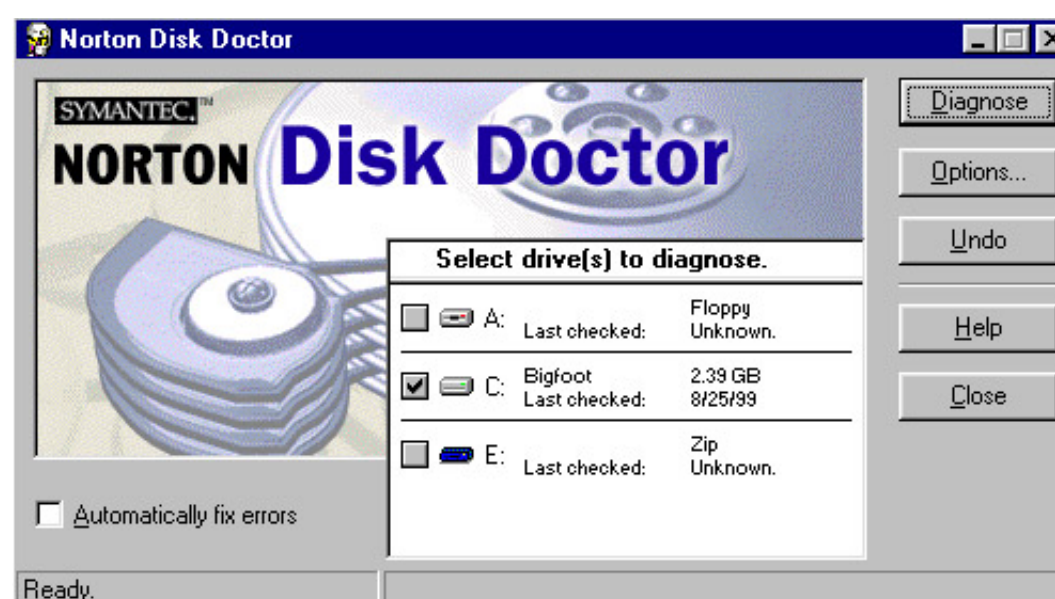 Norton Disk Doctor
SYMANTEC.™
NORTON Disk Doctor
Diagnose
Options...
Undo
Help
Close
Select drive(s) to diagnose.
A: Floppy
Last checked: Unknown.
C: Bigfoot 2.39 GB
Last checked: 8/25/99
E: Zip
Last checked: Unknown.
Automatically fix errors
Ready.